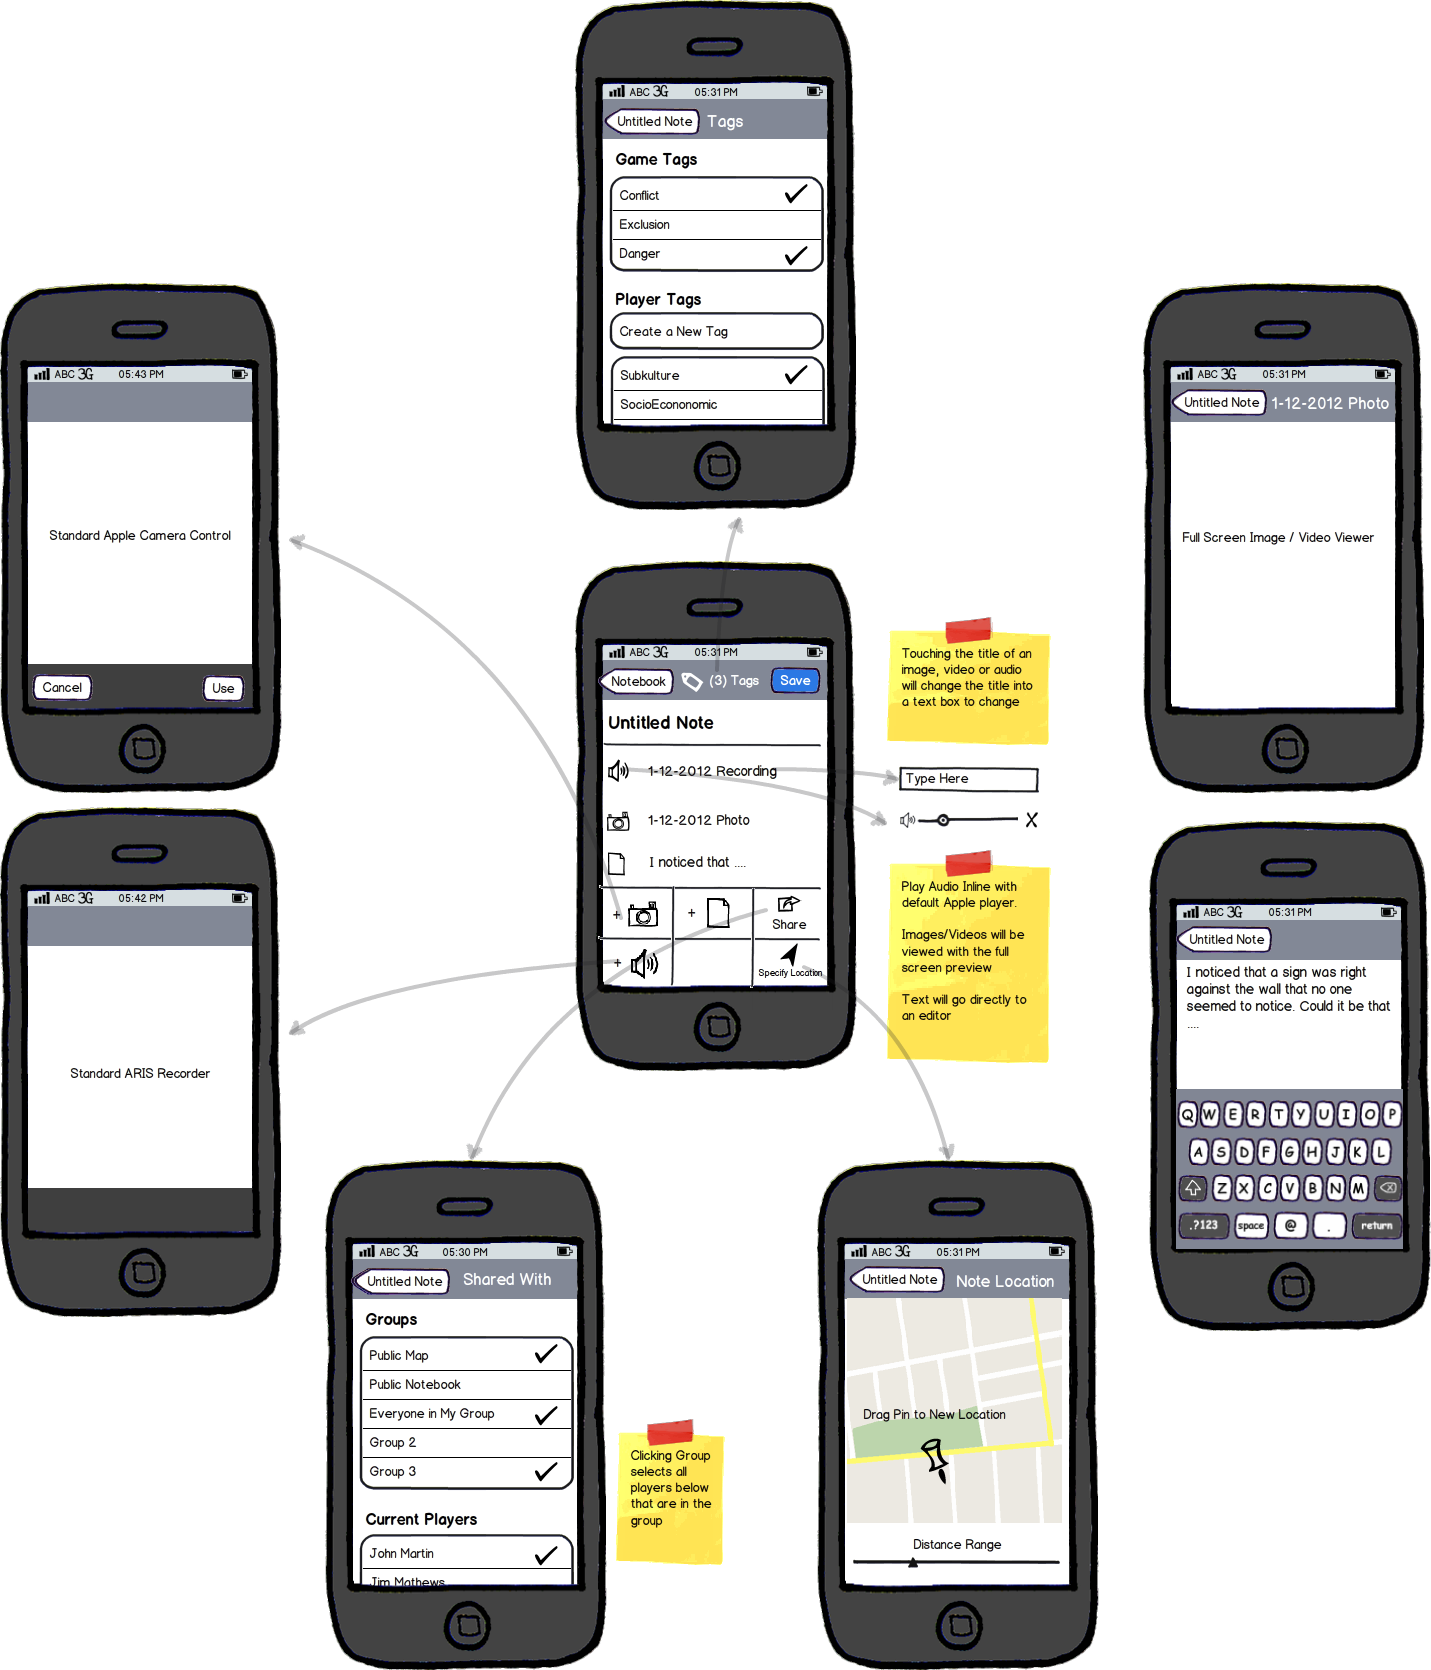 ABC 3G 05:31 PM
Untitled Note Tags
Game Tags
Conflict
Exclusion
Danger
Player Tags
Create a New Tag
Subkulture
SocioEcononomic
ABC 3G 05:43 PM
Standard Apple Camera Control
Cancel Use
ABC 3G 05:31 PM
Untitled Note 1-12-2012 Photo
Full Screen Image / Video Viewer
ABC 3G 05:31 PM
Notebook (3) Tags Save
Untitled Note
1-12-2012 Recording
1-12-2012 Photo
I noticed that ....
+ + Share
+ Specify Location
Touching the title of an
image, video or audio
will change the title into
a text box to change
Type Here
X
Play Audio Inline with
default Apple player.
Images/Videos will be
viewed with the full
screen preview
Text will go directly to
an editor
ABC 3G 05:42 PM
Standard ARIS Recorder
ABC 3G 05:31 PM
Untitled Note
I noticed that a sign was right
against the wall that no one
seemed to notice. Could it be that
....
Q W E R T Y U I O P
A S D F G H J K L
Z X C V B N M
.?123 space @ . return
ABC 3G 05:30 PM
Untitled Note Shared With
Groups
Public Map
Public Notebook
Everyone in My Group
Group 2
Group 3
Current Players
John Martin
Jim Mathews
Clicking Group
selects all
players below
that are in the
group
ABC 3G 05:31 PM
Untitled Note Note Location
Drag Pin to New Location
Distance Range